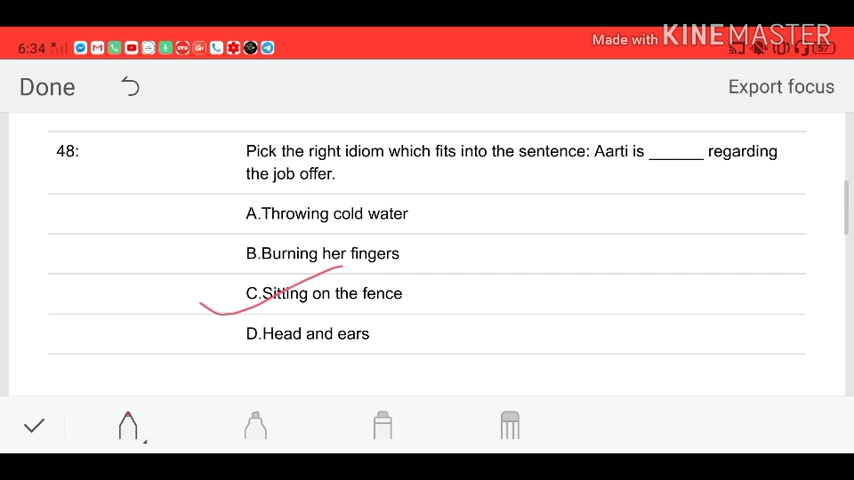 Made with KINEMASTER
6:34
57
Done
Export focus
48:
Pick the right idiom which fits into the sentence: Aarti is ______ regarding
the job offer.
A.Throwing cold water
B.Burning her fingers
C.Sitting on the fence
D.Head and ears